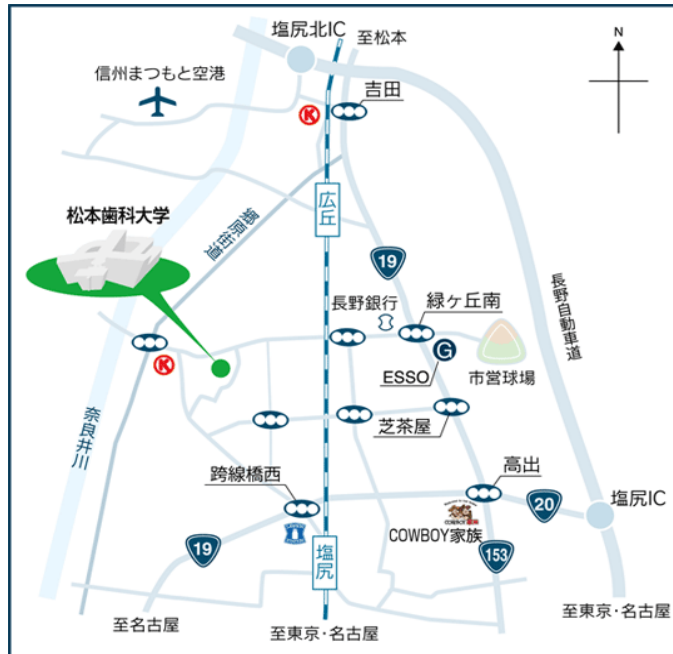 塩尻北IC
至松本
N
信州まつもと空港
吉田
K
松本歯科大学
郷原街道
広丘
19
長野自動車道
長野銀行
緑ヶ丘南
G
ESSO
市営球場
K
奈良井川
芝茶屋
跨線橋西
高出
20
塩尻IC
COWBOY家族
19
塩尻
153
至名古屋
至東京・名古屋
至東京・名古屋